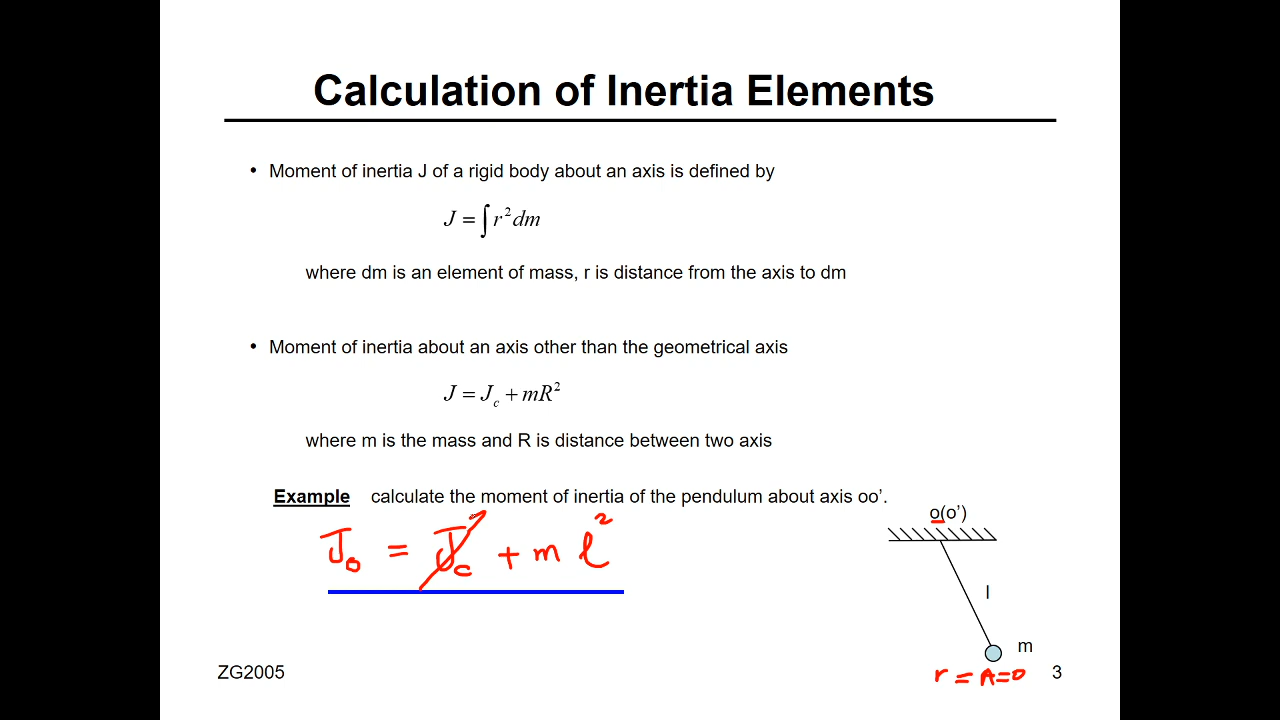 Calculation of Inertia Elements
• Moment of inertia J of a rigid body about an axis is defined by
J = ∫ r² dm
where dm is an element of mass, r is distance from the axis to dm
• Moment of inertia about an axis other than the geometrical axis
J = J_c + mR²
where m is the mass and R is distance between two axis
Example calculate the moment of inertia of the pendulum about axis oo'.
o(o')
J_o = J_c + m l²
l
m
r = A = 0
ZG2005
3